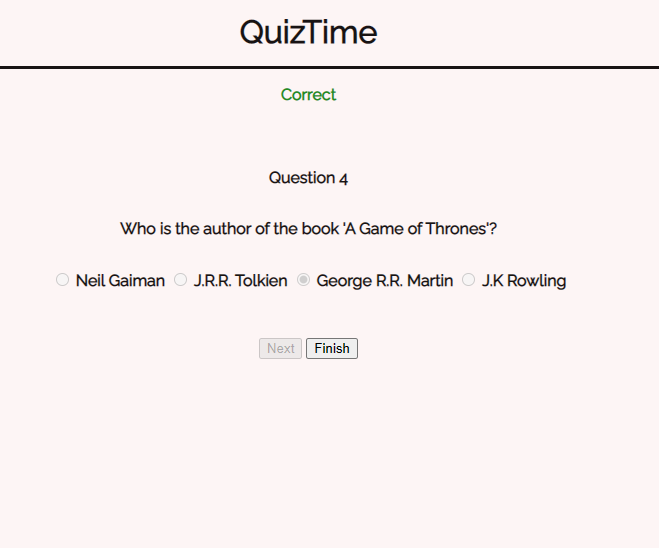 QuizTime
Correct
Question 4
Who is the author of the book 'A Game of Thrones'?
Neil Gaiman J.R.R. Tolkien George R.R. Martin J.K Rowling
Next Finish